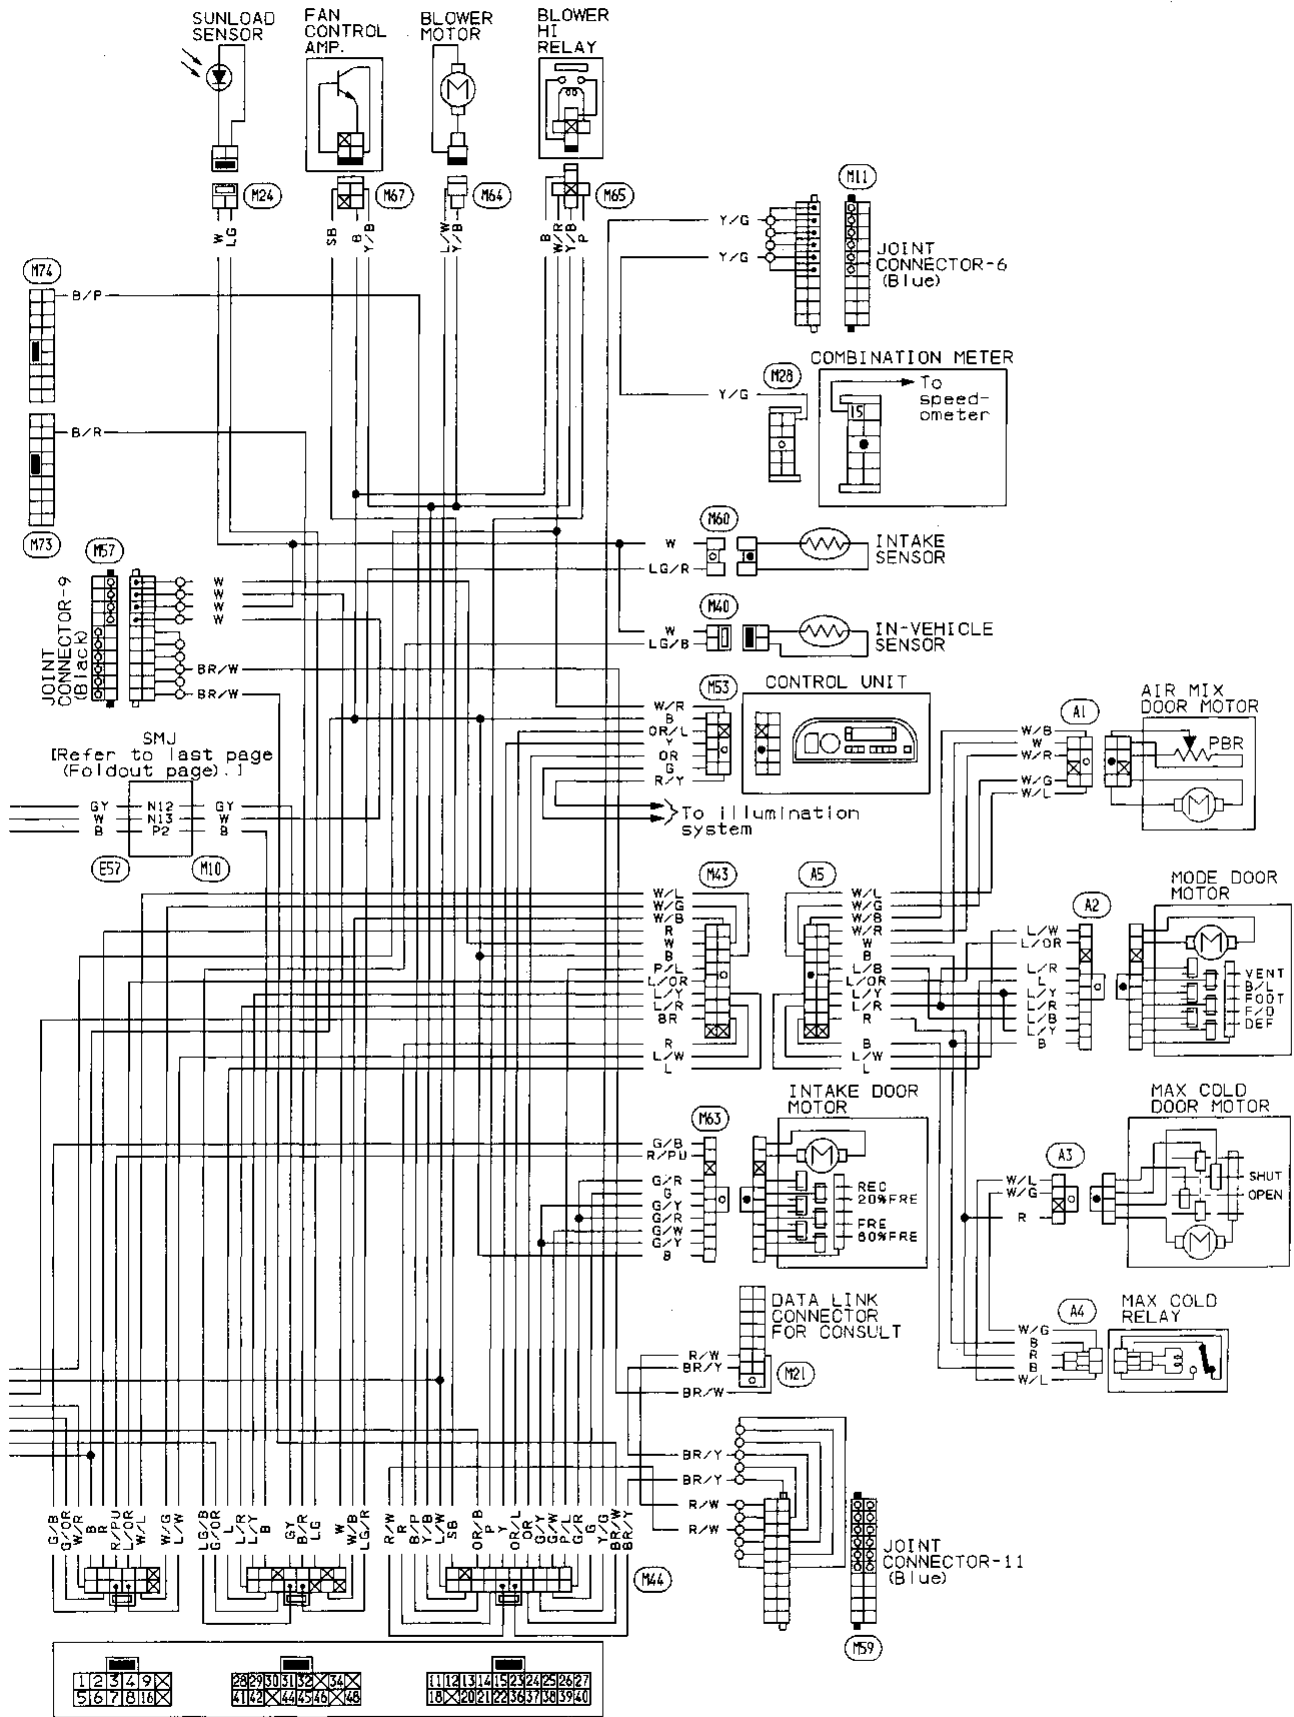 SUNLOAD
SENSOR
FAN
CONTROL
AMP.
BLOWER
MOTOR
BLOWER
HI
RELAY
M
M24
M67
M64
M65
M11
W
LG
SB
B
Y/B
L/W
Y/B
B
W/R
Y/B
P
Y/G
Y/G
JOINT
CONNECTOR-6
(Blue)
M74
B/P
COMBINATION METER
M28
To
speed-
ometer
15
Y/G
B/R
M73
M60
W
LG/R
INTAKE
SENSOR
M57
JOINT
CONNECTOR-9
(Black)
W
W
W
W
BR/W
BR/W
M40
W
LG/B
IN-VEHICLE
SENSOR
M53
CONTROL UNIT
W/R
B
OR/L
Y
OR
G
R/Y
To illumination
system
AIR MIX
DOOR MOTOR
A1
W/B
W
W/R
W/G
W/L
PBR
M
SMJ
[Refer to last page
(Foldout page).]
GY N12 GY
W N13 W
B P2 B
E57
M10
M43
A5
W/L
W/G
W/B
R
W
B
P/L
L/OR
L/Y
L/R
BR
R
L/W
L
W/L
W/G
W/B
W/R
W
B
L/B
L/OR
L/Y
L/R
R
B
L/W
L
MODE DOOR
MOTOR
A2
L/W
L/OR
L/R
L
L/Y
L/R
L/B
L/Y
B
M
VENT
B/L
FOOT
F/D
DEF
INTAKE DOOR
MOTOR
M63
G/B
R/PU
G/R
G
G/Y
G/R
G/W
G/Y
B
M
REC
20%FRE
FRE
80%FRE
MAX COLD
DOOR MOTOR
A3
W/L
W/G
R
SHUT
OPEN
M
DATA LINK
CONNECTOR
FOR CONSULT
R/W
BR/Y
BR/W
M21
MAX COLD
RELAY
A4
W/G
B
R
B
W/L
BR/Y
BR/Y
R/W
R/W
JOINT
CONNECTOR-11
(Blue)
M59
G/B
G/OR
W/R
B
R
R/PU
L/OR
W/L
W/G
L/W
LG/B
G/OR
L
L/R
L/Y
B
GY
B/R
LG
W
W/B
LG/R
R/W
R
B/P
Y/B
L/W
SB
OR/B
P
Y
OR/L
OR
G/Y
G/W
P/L
G/R
G
Y/G
BR/W
BR/Y
M44
1 2 3 4 9
5 6 7 8 16
28 29 30 31 32 34
41 42 44 45 46 48
11 12 13 14 15 23 24 25 26 27
18 20 21 22 36 37 38 39 40